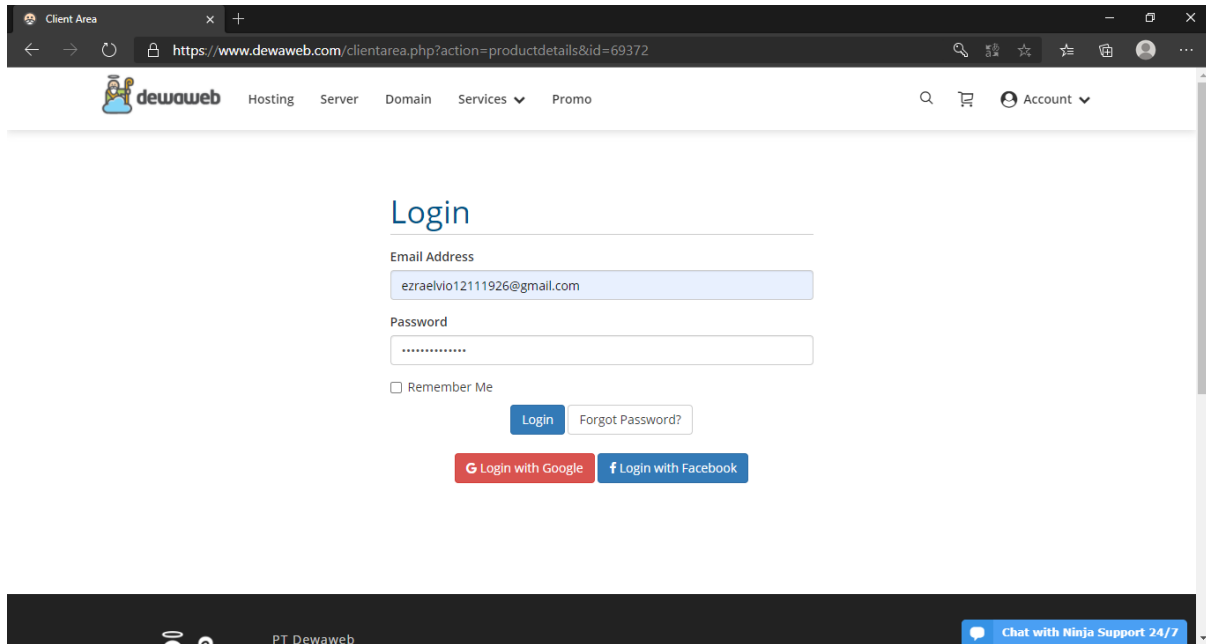 Client Area
https://www.dewaweb.com/clientarea.php?action=productdetails&id=69372
dewaweb Hosting Server Domain Services Promo Account
Login
Email Address
ezraelvio12111926@gmail.com
Password
••••••••••••••
Remember Me
Login Forgot Password?
G Login with Google f Login with Facebook
PT Dewaweb
Chat with Ninja Support 24/7